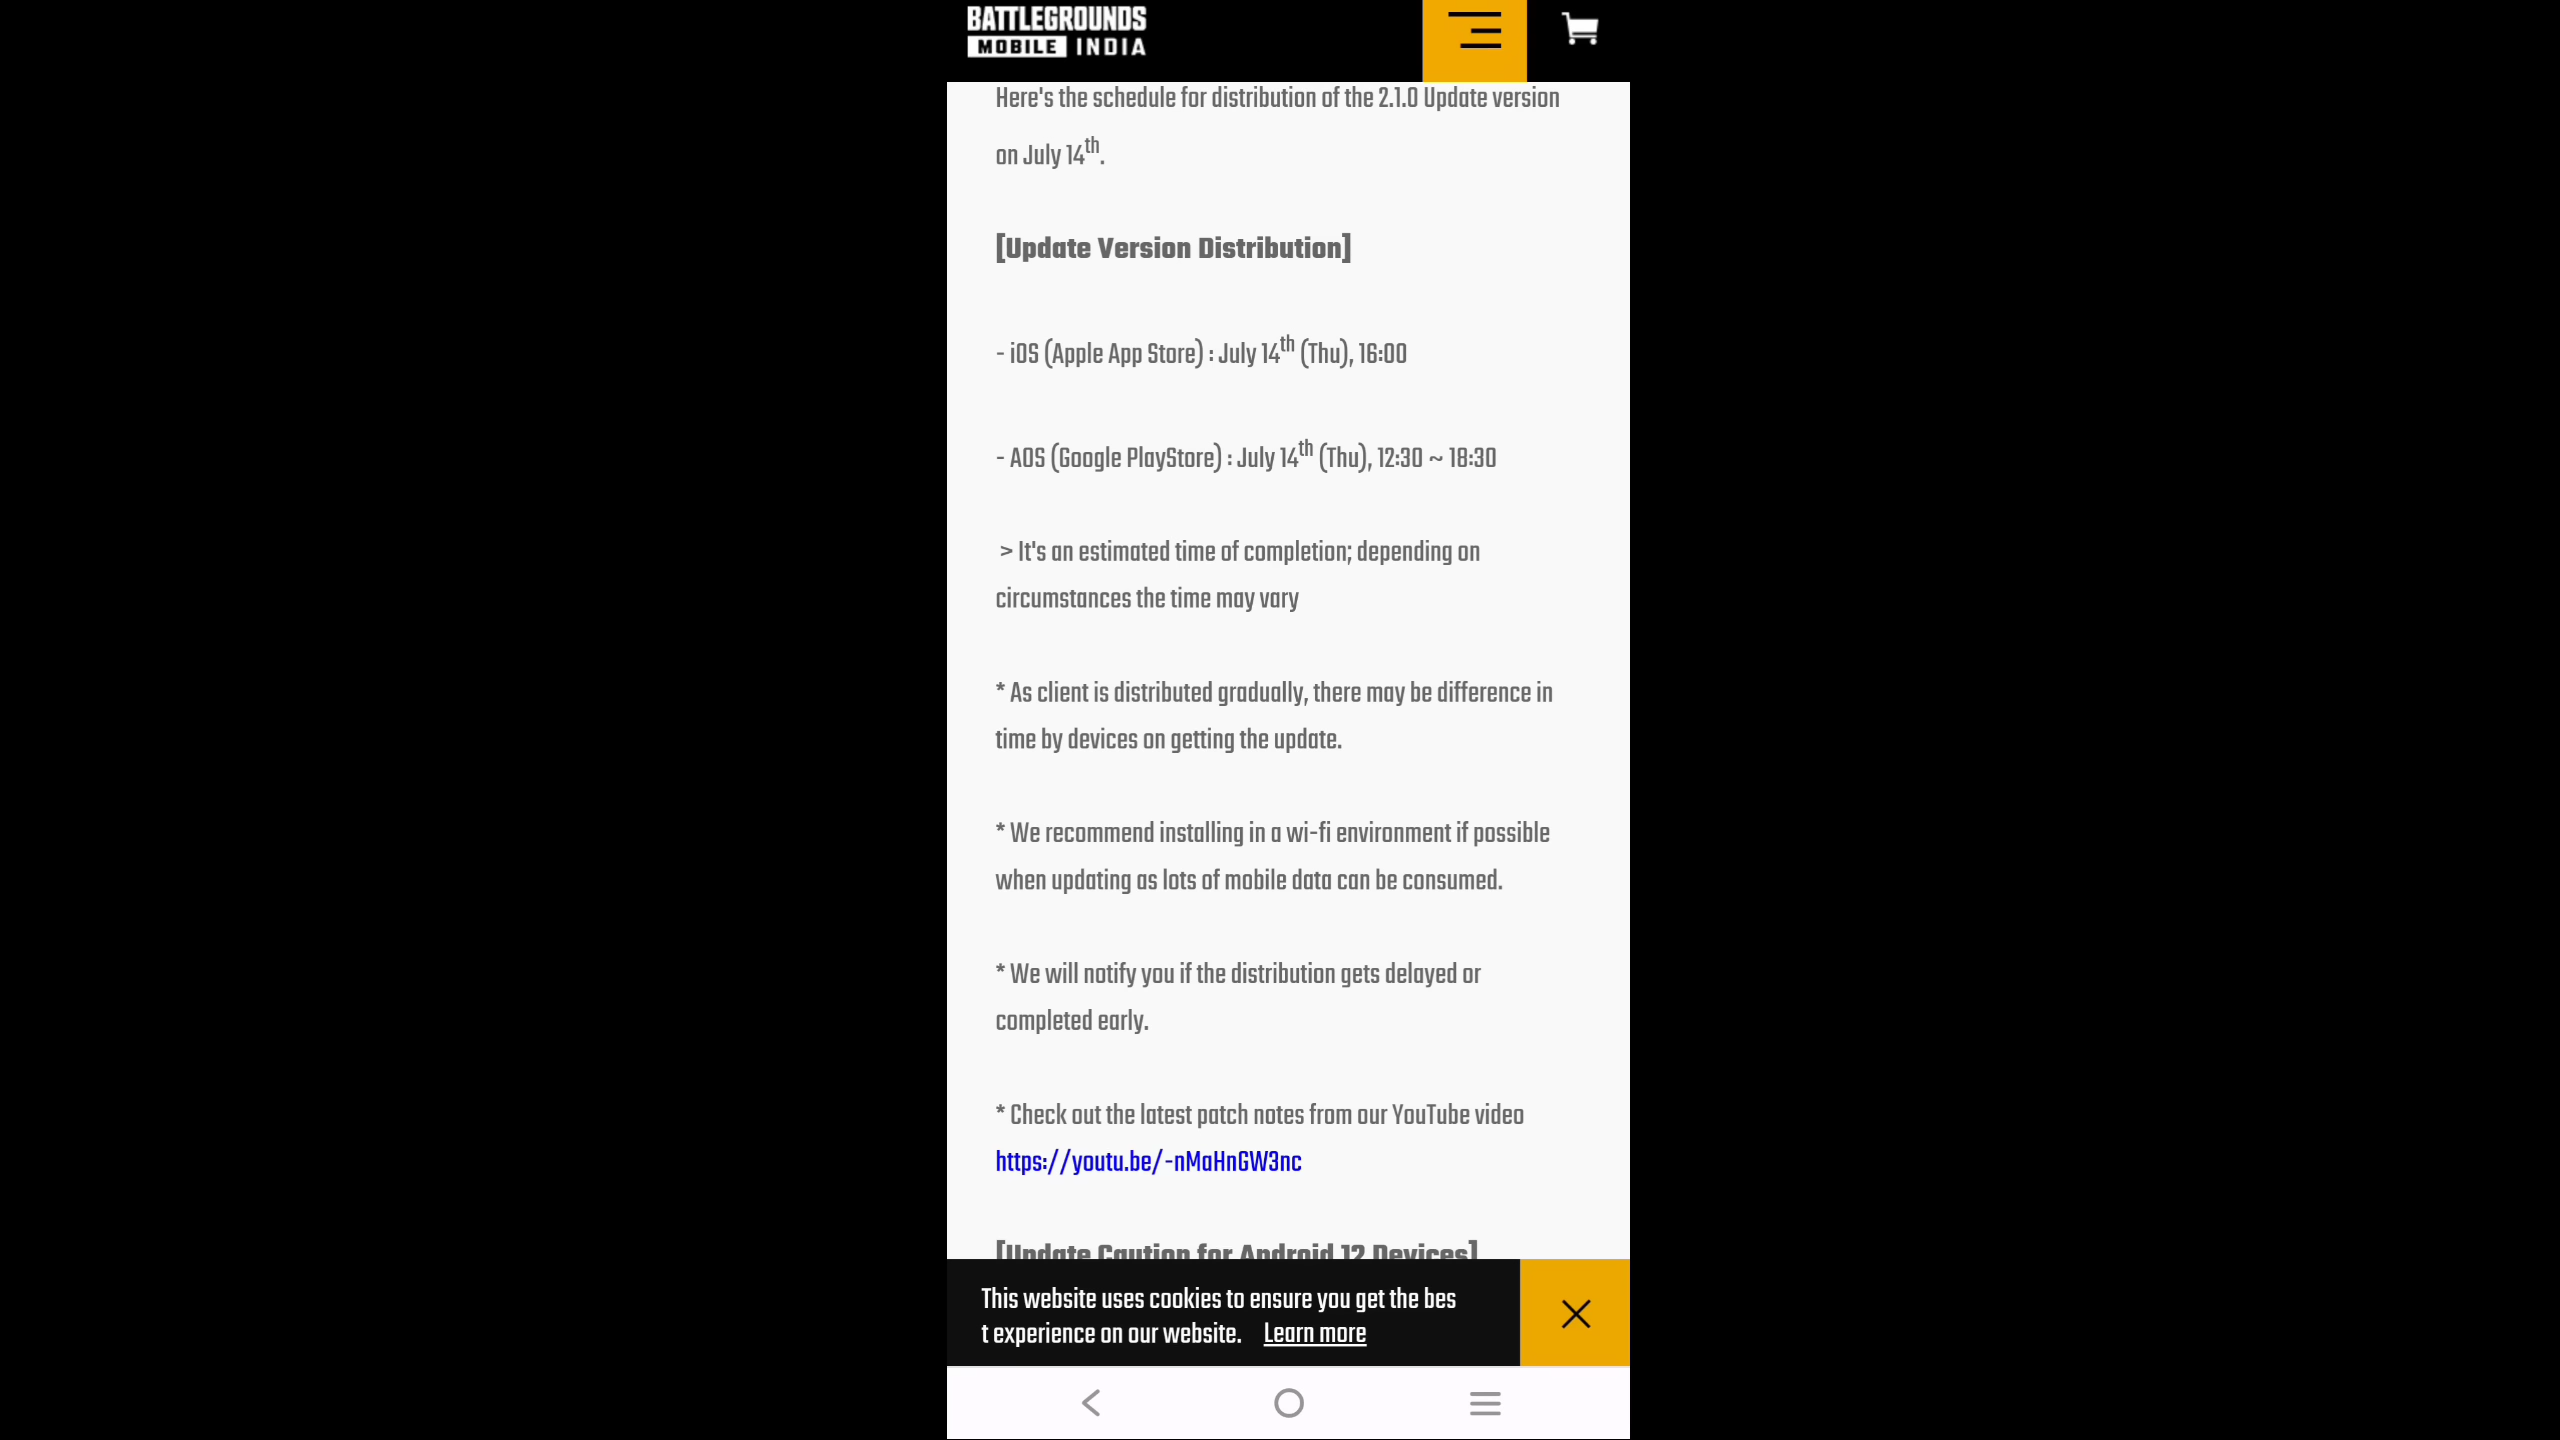 BATTLEGROUNDS
MOBILE INDIA
Here's the schedule for distribution of the 2.1.0 Update version
on July 14th.
[Update Version Distribution]
- iOS (Apple App Store) : July 14th (Thu), 16:00
- AOS (Google PlayStore) : July 14th (Thu), 12:30 ~ 18:30
> It's an estimated time of completion; depending on
circumstances the time may vary
* As client is distributed gradually, there may be difference in
time by devices on getting the update.
* We recommend installing in a wi-fi environment if possible
when updating as lots of mobile data can be consumed.
* We will notify you if the distribution gets delayed or
completed early.
* Check out the latest patch notes from our YouTube video
https://youtu.be/-nMaHnGW3nc
[Update Caution for Android 12 Devices]
This website uses cookies to ensure you get the bes
t experience on our website. Learn more